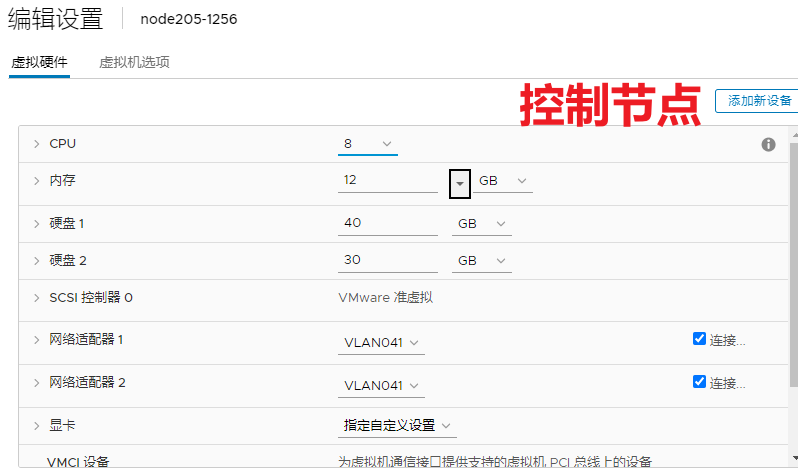 编辑设置 node205-1256
虚拟硬件 虚拟机选项
控制节点 添加新设备
CPU 8
内存 12 GB
硬盘 1 40 GB
硬盘 2 30 GB
SCSI 控制器 0 VMware 准虚拟
网络适配器 1 VLAN041 连接...
网络适配器 2 VLAN041 连接...
显卡 指定自定义设置
VMCI 设备 为虚拟机通信接口提供支持的虚拟机 PCI 总线上的设备